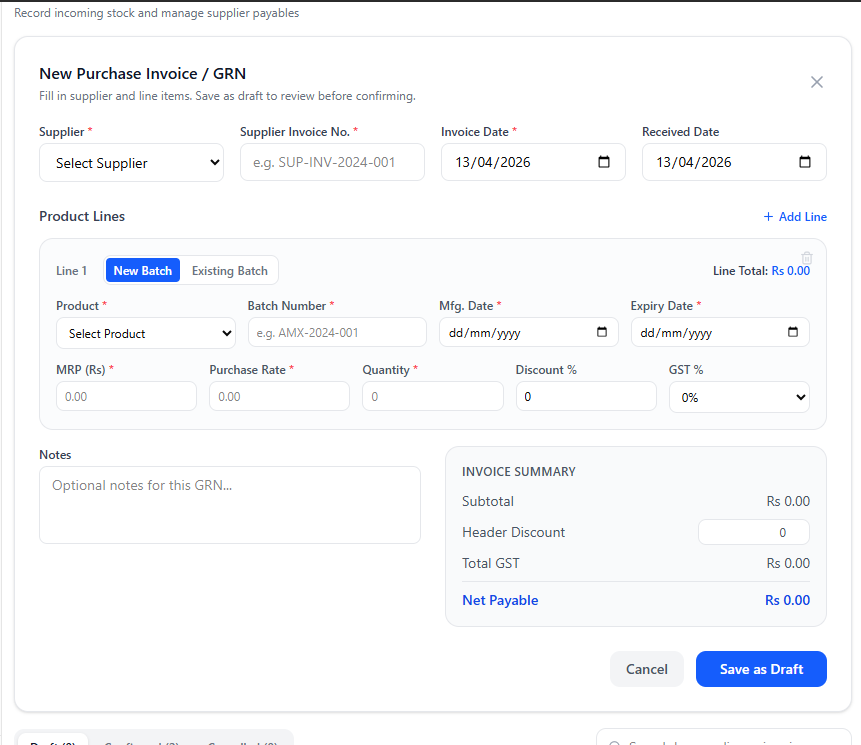 Record incoming stock and manage supplier payables
New Purchase Invoice / GRN
Fill in supplier and line items. Save as draft to review before confirming.
Supplier * Supplier Invoice No. * Invoice Date * Received Date
Select Supplier e.g. SUP-INV-2024-001 13/04/2026 13/04/2026
Product Lines + Add Line
Line 1 New Batch Existing Batch Line Total: Rs 0.00
Product * Batch Number * Mfg. Date * Expiry Date *
Select Product e.g. AMX-2024-001 dd/mm/yyyy dd/mm/yyyy
MRP (Rs) * Purchase Rate * Quantity * Discount % GST %
0.00 0.00 0 0 0%
Notes
Optional notes for this GRN...
INVOICE SUMMARY
Subtotal Rs 0.00
Header Discount 0
Total GST Rs 0.00
Net Payable Rs 0.00
Cancel Save as Draft